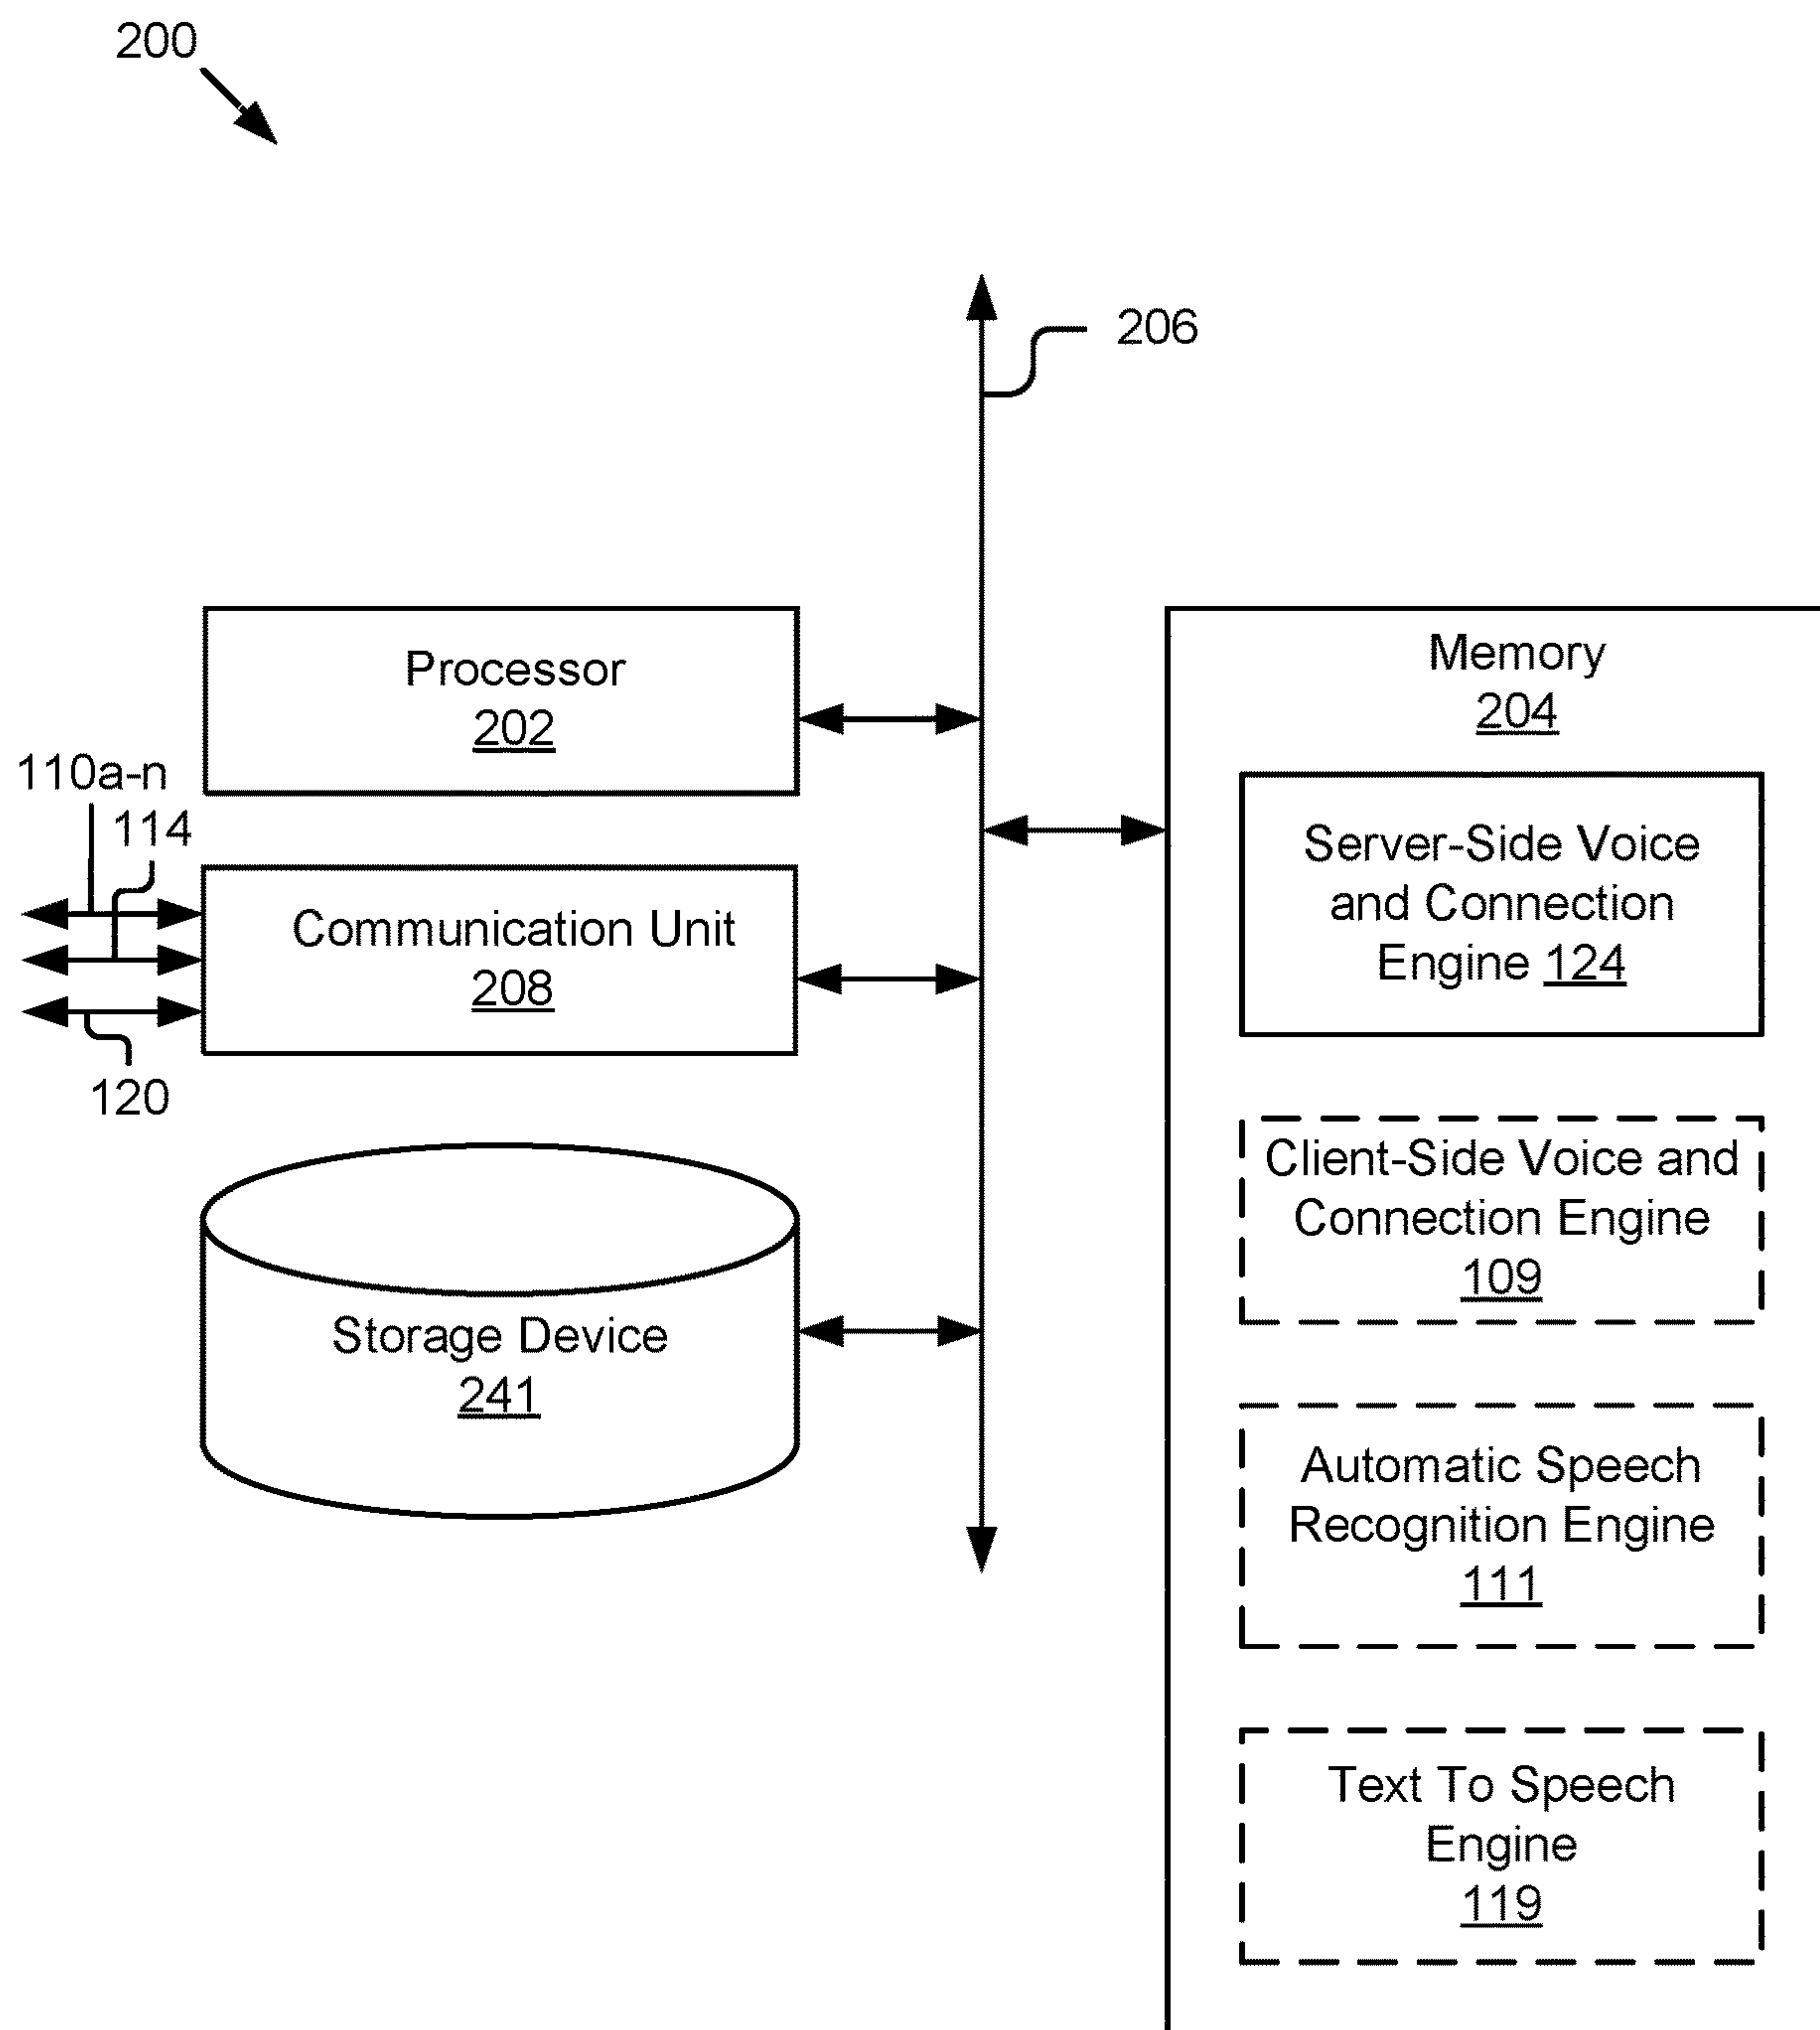 200
206
Processor
202
110a-n
114
Communication Unit
208
120
Storage Device
241
Memory
204
Server-Side Voice
and Connection
Engine 124
Client-Side Voice and
Connection Engine
109
Automatic Speech
Recognition Engine
111
Text To Speech
Engine
119